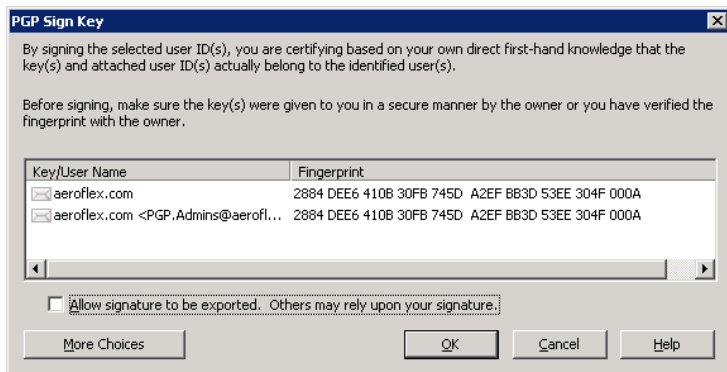 PGP Sign Key
By signing the selected user ID(s), you are certifying based on your own direct first-hand knowledge that the
key(s) and attached user ID(s) actually belong to the identified user(s).
Before signing, make sure the key(s) were given to you in a secure manner by the owner or you have verified the
fingerprint with the owner.
Key/User Name Fingerprint
aeroflex.com 2884 DEE6 410B 30FB 745D A2EF BB3D 53EE 304F 000A
aeroflex.com <PGP.Admins@aerofl... 2884 DEE6 410B 30FB 745D A2EF BB3D 53EE 304F 000A
Allow signature to be exported. Others may rely upon your signature.
More Choices OK Cancel Help